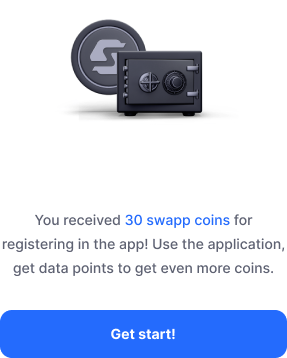 You received 30 swapp coins for
registering in the app! Use the application,
get data points to get even more coins.
Get start!